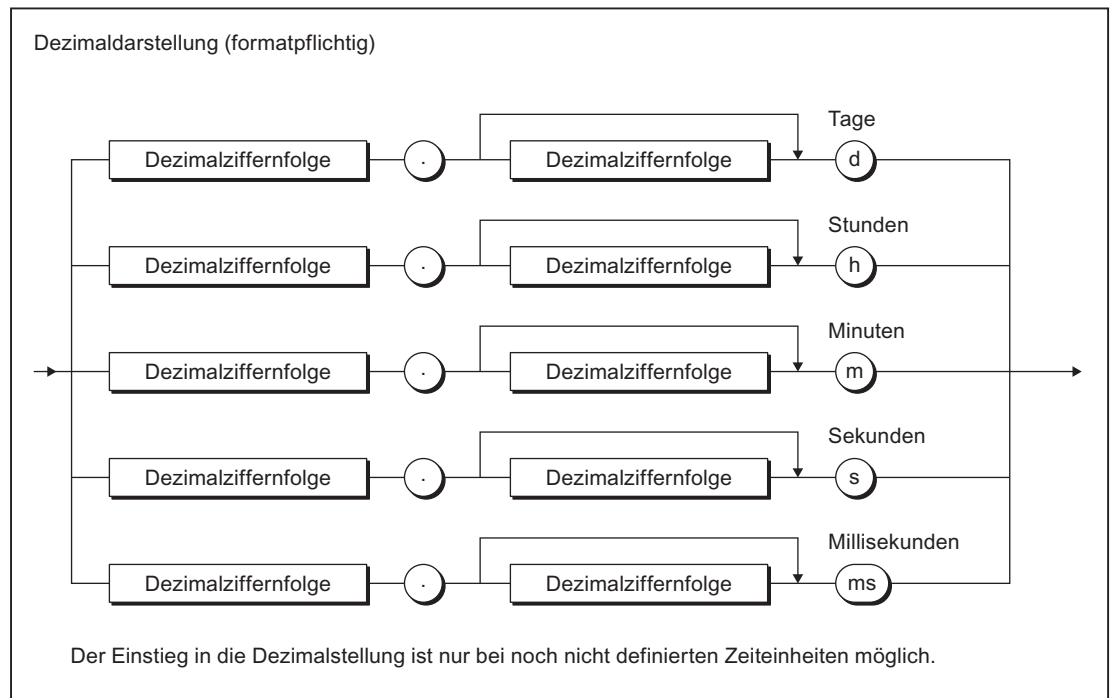 Dezimaldarstellung (formatpflichtig)
Tage
Dezimalziffernfolge . Dezimalziffernfolge d
Stunden
Dezimalziffernfolge . Dezimalziffernfolge h
Minuten
Dezimalziffernfolge . Dezimalziffernfolge m
Sekunden
Dezimalziffernfolge . Dezimalziffernfolge s
Millisekunden
Dezimalziffernfolge . Dezimalziffernfolge ms
Der Einstieg in die Dezimalstellung ist nur bei noch nicht definierten Zeiteinheiten möglich.